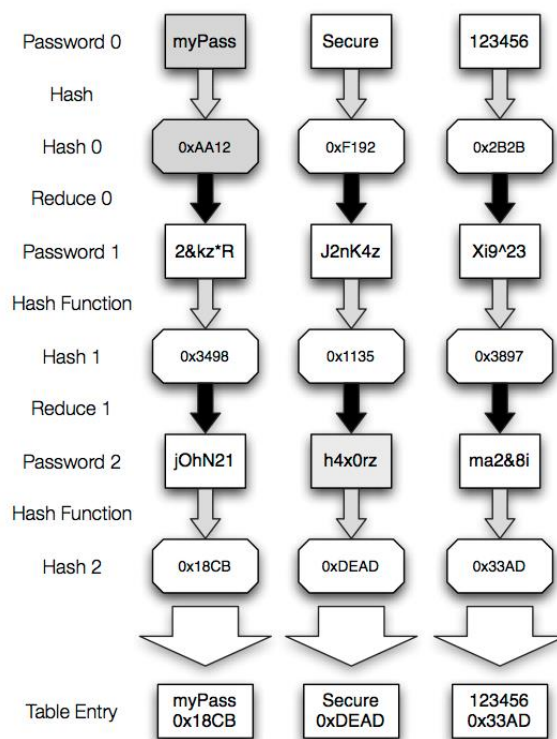 Password 0 myPass Secure 123456
Hash
Hash 0 0xAA12 0xF192 0x2B2B
Reduce 0
Password 1 2&kz*R J2nK4z Xi9^23
Hash Function
Hash 1 0x3498 0x1135 0x3897
Reduce 1
Password 2 jOhN21 h4x0rz ma2&8i
Hash Function
Hash 2 0x18CB 0xDEAD 0x33AD
Table Entry myPass Secure 123456
0x18CB 0xDEAD 0x33AD